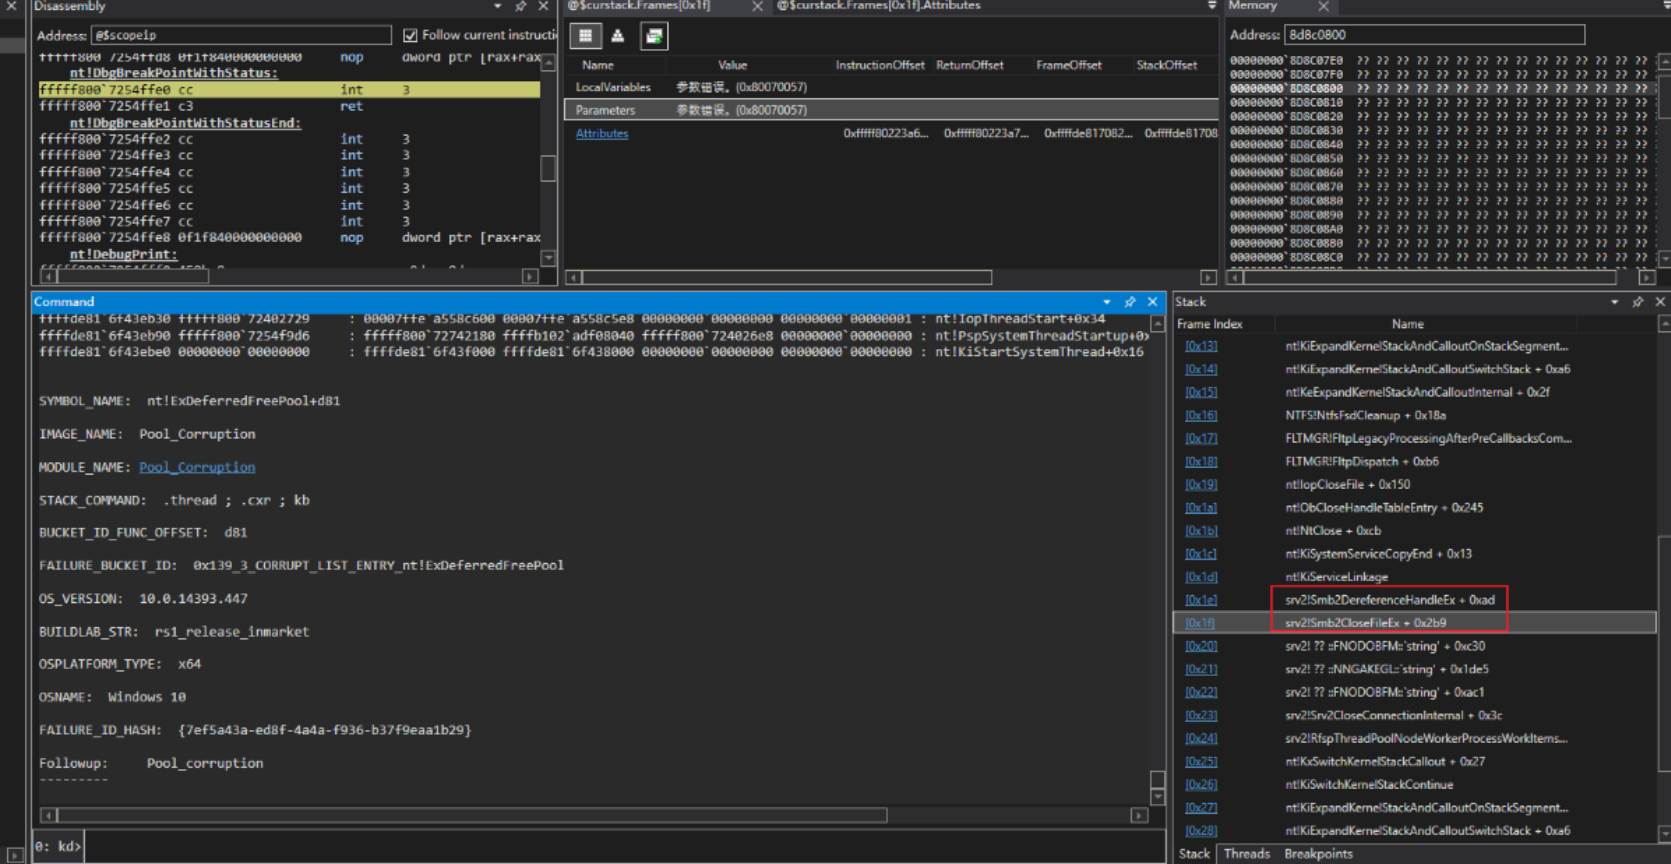 Disassembly
Address: @$scopeip
Follow current instructi
fffff800`7254ffd8 0f1f840000000000 nop dword ptr [rax+rax
nt!DbgBreakPointWithStatus:
fffff800`7254ffe0 cc int 3
fffff800`7254ffe1 c3 ret
nt!DbgBreakPointWithStatusEnd:
fffff800`7254ffe2 cc int 3
fffff800`7254ffe3 cc int 3
fffff800`7254ffe4 cc int 3
fffff800`7254ffe5 cc int 3
fffff800`7254ffe6 cc int 3
fffff800`7254ffe7 cc int 3
fffff800`7254ffe8 0f1f840000000000 nop dword ptr [rax+rax
nt!DebugPrint:
@$curstack.Frames[0x1f]
@$curstack.Frames[0x1f].Attributes
Name Value InstructionOffset ReturnOffset FrameOffset StackOffset
LocalVariables 参数错误。 (0x80070057)
Parameters 参数错误。 (0x80070057)
Attributes 0xfffff80223a6... 0xfffff80223a7... 0xffffde817082... 0xffffde81708
Memory
Address: 8d8c0800
00000000`8D8C07E0 ?? ?? ?? ?? ?? ?? ?? ?? ?? ?? ?? ?? ?? ?? ??
00000000`8D8C07F0 ?? ?? ?? ?? ?? ?? ?? ?? ?? ?? ?? ?? ?? ?? ??
00000000`8D8C0800 ?? ?? ?? ?? ?? ?? ?? ?? ?? ?? ?? ?? ?? ?? ??
00000000`8D8C0810 ?? ?? ?? ?? ?? ?? ?? ?? ?? ?? ?? ?? ?? ?? ??
00000000`8D8C0820 ?? ?? ?? ?? ?? ?? ?? ?? ?? ?? ?? ?? ?? ?? ??
00000000`8D8C0830 ?? ?? ?? ?? ?? ?? ?? ?? ?? ?? ?? ?? ?? ?? ??
00000000`8D8C0840 ?? ?? ?? ?? ?? ?? ?? ?? ?? ?? ?? ?? ?? ?? ??
00000000`8D8C0850 ?? ?? ?? ?? ?? ?? ?? ?? ?? ?? ?? ?? ?? ?? ??
00000000`8D8C0860 ?? ?? ?? ?? ?? ?? ?? ?? ?? ?? ?? ?? ?? ?? ??
00000000`8D8C0870 ?? ?? ?? ?? ?? ?? ?? ?? ?? ?? ?? ?? ?? ?? ??
00000000`8D8C0880 ?? ?? ?? ?? ?? ?? ?? ?? ?? ?? ?? ?? ?? ?? ??
00000000`8D8C0890 ?? ?? ?? ?? ?? ?? ?? ?? ?? ?? ?? ?? ?? ?? ??
00000000`8D8C08A0 ?? ?? ?? ?? ?? ?? ?? ?? ?? ?? ?? ?? ?? ?? ??
00000000`8D8C08B0 ?? ?? ?? ?? ?? ?? ?? ?? ?? ?? ?? ?? ?? ?? ??
00000000`8D8C08C0 ?? ?? ?? ?? ?? ?? ?? ?? ?? ?? ?? ?? ?? ?? ??
Command
ffffde81`6f43eb30 fffff800`72402729 : 00007ffe`a558c600 00007ffe`a558c5e8 00000000`00000000 00000000`00000001 : nt!IopThreadStart+0x34
ffffde81`6f43eb90 fffff800`7254f9d6 : fffff800`72742180 ffffb102`adf08040 fffff800`724026e8 00000000`00000000 : nt!PspSystemThreadStartup+0x
ffffde81`6f43ebe0 00000000`00000000 : ffffde81`6f43f000 ffffde81`6f438000 00000000`00000000 00000000`00000000 : nt!KiStartSystemThread+0x16
SYMBOL_NAME: nt!ExDeferredFreePool+d81
IMAGE_NAME: Pool_Corruption
MODULE_NAME: Pool_Corruption
STACK_COMMAND: .thread ; .cxr ; kb
BUCKET_ID_FUNC_OFFSET: d81
FAILURE_BUCKET_ID: 0x139_3_CORRUPT_LIST_ENTRY_nt!ExDeferredFreePool
OS_VERSION: 10.0.14393.447
BUILDLAB_STR: rs1_release_inmarket
OSPLATFORM_TYPE: x64
OSNAME: Windows 10
FAILURE_ID_HASH: {7ef5a43a-ed8f-4a4a-f936-b37f9eaa1b29}
Followup: Pool_corruption
---------
0: kd>
Stack
Frame Index Name
[0x13] nt!KiExpandKernelStackAndCalloutOnStackSegment...
[0x14] nt!KiExpandKernelStackAndCalloutSwitchStack + 0xa6
[0x15] nt!KeExpandKernelStackAndCalloutInternal + 0x2f
[0x16] NTFS!NtfsFsdCleanup + 0x18a
[0x17] FLTMGR!FltpLegacyProcessingAfterPreCallbacksCom...
[0x18] FLTMGR!FltpDispatch + 0xb6
[0x19] nt!IopCloseFile + 0x150
[0x1a] nt!ObCloseHandleTableEntry + 0x245
[0x1b] nt!NtClose + 0xcb
[0x1c] nt!KiSystemServiceCopyEnd + 0x13
[0x1d] nt!KiServiceLinkage
[0x1e] srv2!Smb2DereferenceHandleEx + 0xad
[0x1f] srv2!Smb2CloseFileEx + 0x2b9
[0x20] srv2! ?? ::FNODOBFM::`string' + 0xc30
[0x21] srv2! ?? ::NNGAKEGL::`string' + 0x1de5
[0x22] srv2! ?? ::FNODOBFM::`string' + 0xac1
[0x23] srv2!Srv2CloseConnectionInternal + 0x3c
[0x24] srv2!RfspThreadPoolNodeWorkerProcessWorkItems...
[0x25] nt!KxSwitchKernelStackCallout + 0x27
[0x26] nt!KiSwitchKernelStackContinue
[0x27] nt!KiExpandKernelStackAndCalloutOnStackSegment...
[0x28] nt!KiExpandKernelStackAndCalloutSwitchStack + 0xa6
Stack Threads Breakpoints